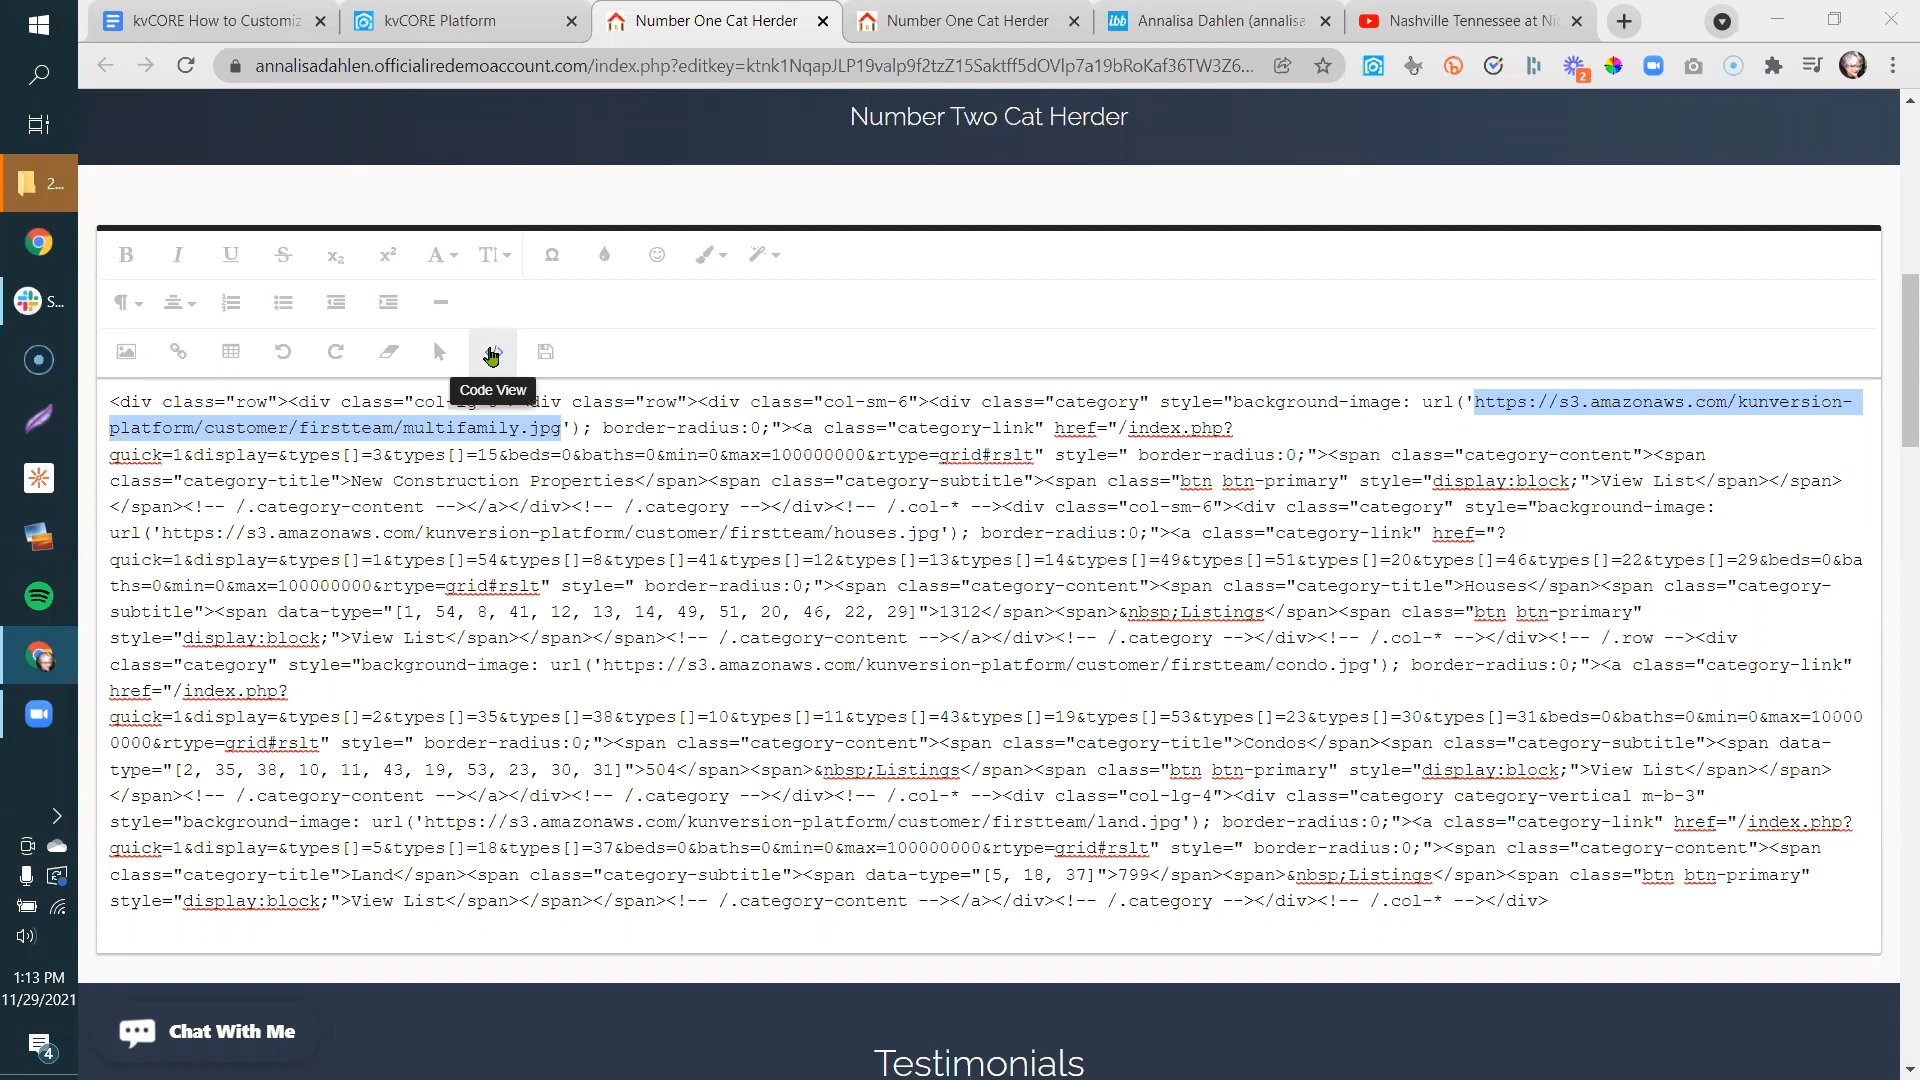 kvCORE How to Customiz
kvCORE Platform
Number One Cat Herder
Number One Cat Herder
Annalisa Dahlen (annalisa
Nashville Tennessee at Ni
annalisadahlen.officialiredemoaccount.com/index.php?editkey=ktnk1NqapJLP19valp9f2tzZ15Saktff5dOVlp7a19bRoKaf36TW3Z6...
Number Two Cat Herder
Code View
<div class="row"><div class="col- div class="row"><div class="col-sm-6"><div class="category" style="background-image: url('https://s3.amazonaws.com/kunversion-
platform/customer/firstteam/multifamily.jpg'); border-radius:0;"><a class="category-link" href="/index.php?
quick=1&display=&types[]=3&types[]=15&beds=0&baths=0&min=0&max=100000000&rtype=grid#rslt" style=" border-radius:0;"><span class="category-content"><span
class="category-title">New Construction Properties</span><span class="category-subtitle"><span class="btn btn-primary" style="display:block;">View List</span></span>
</span><!-- /.category-content --></a></div><!-- /.category --></div><!-- /.col-* --><div class="col-sm-6"><div class="category" style="background-image:
url('https://s3.amazonaws.com/kunversion-platform/customer/firstteam/houses.jpg'); border-radius:0;"><a class="category-link" href="?
quick=1&display=&types[]=1&types[]=54&types[]=8&types[]=41&types[]=12&types[]=13&types[]=14&types[]=49&types[]=51&types[]=20&types[]=46&types[]=22&types[]=29&beds=0&ba
ths=0&min=0&max=100000000&rtype=grid#rslt" style=" border-radius:0;"><span class="category-content"><span class="category-title">Houses</span><span class="category-
subtitle"><span data-type="[1, 54, 8, 41, 12, 13, 14, 49, 51, 20, 46, 22, 29]">1312</span><span>&nbsp;Listings</span><span class="btn btn-primary"
style="display:block;">View List</span></span></span><!-- /.category-content --></a></div><!-- /.category --></div><!-- /.col-* --></div><!-- /.row --><div
class="category" style="background-image: url('https://s3.amazonaws.com/kunversion-platform/customer/firstteam/condo.jpg'); border-radius:0;"><a class="category-link"
href="/index.php?
quick=1&display=&types[]=2&types[]=35&types[]=38&types[]=10&types[]=11&types[]=43&types[]=19&types[]=53&types[]=23&types[]=30&types[]=31&beds=0&baths=0&min=0&max=10000
0000&rtype=grid#rslt" style=" border-radius:0;"><span class="category-content"><span class="category-title">Condos</span><span class="category-subtitle"><span data-
type="[2, 35, 38, 10, 11, 43, 19, 53, 23, 30, 31]">504</span><span>&nbsp;Listings</span><span class="btn btn-primary" style="display:block;">View List</span></span>
</span><!-- /.category-content --></a></div><!-- /.category --></div><!-- /.col-* --><div class="col-lg-4"><div class="category category-vertical m-b-3"
style="background-image: url('https://s3.amazonaws.com/kunversion-platform/customer/firstteam/land.jpg'); border-radius:0;"><a class="category-link" href="/index.php?
quick=1&display=&types[]=5&types[]=18&types[]=37&beds=0&baths=0&min=0&max=100000000&rtype=grid#rslt" style=" border-radius:0;"><span class="category-content"><span
class="category-title">Land</span><span class="category-subtitle"><span data-type="[5, 18, 37]">799</span><span>&nbsp;Listings</span><span class="btn btn-primary"
style="display:block;">View List</span></span></span><!-- /.category-content --></a></div><!-- /.category --></div><!-- /.col-* --></div>
Testimonials
Chat With Me
2...
S...
1:13 PM
11/29/2021
4
2